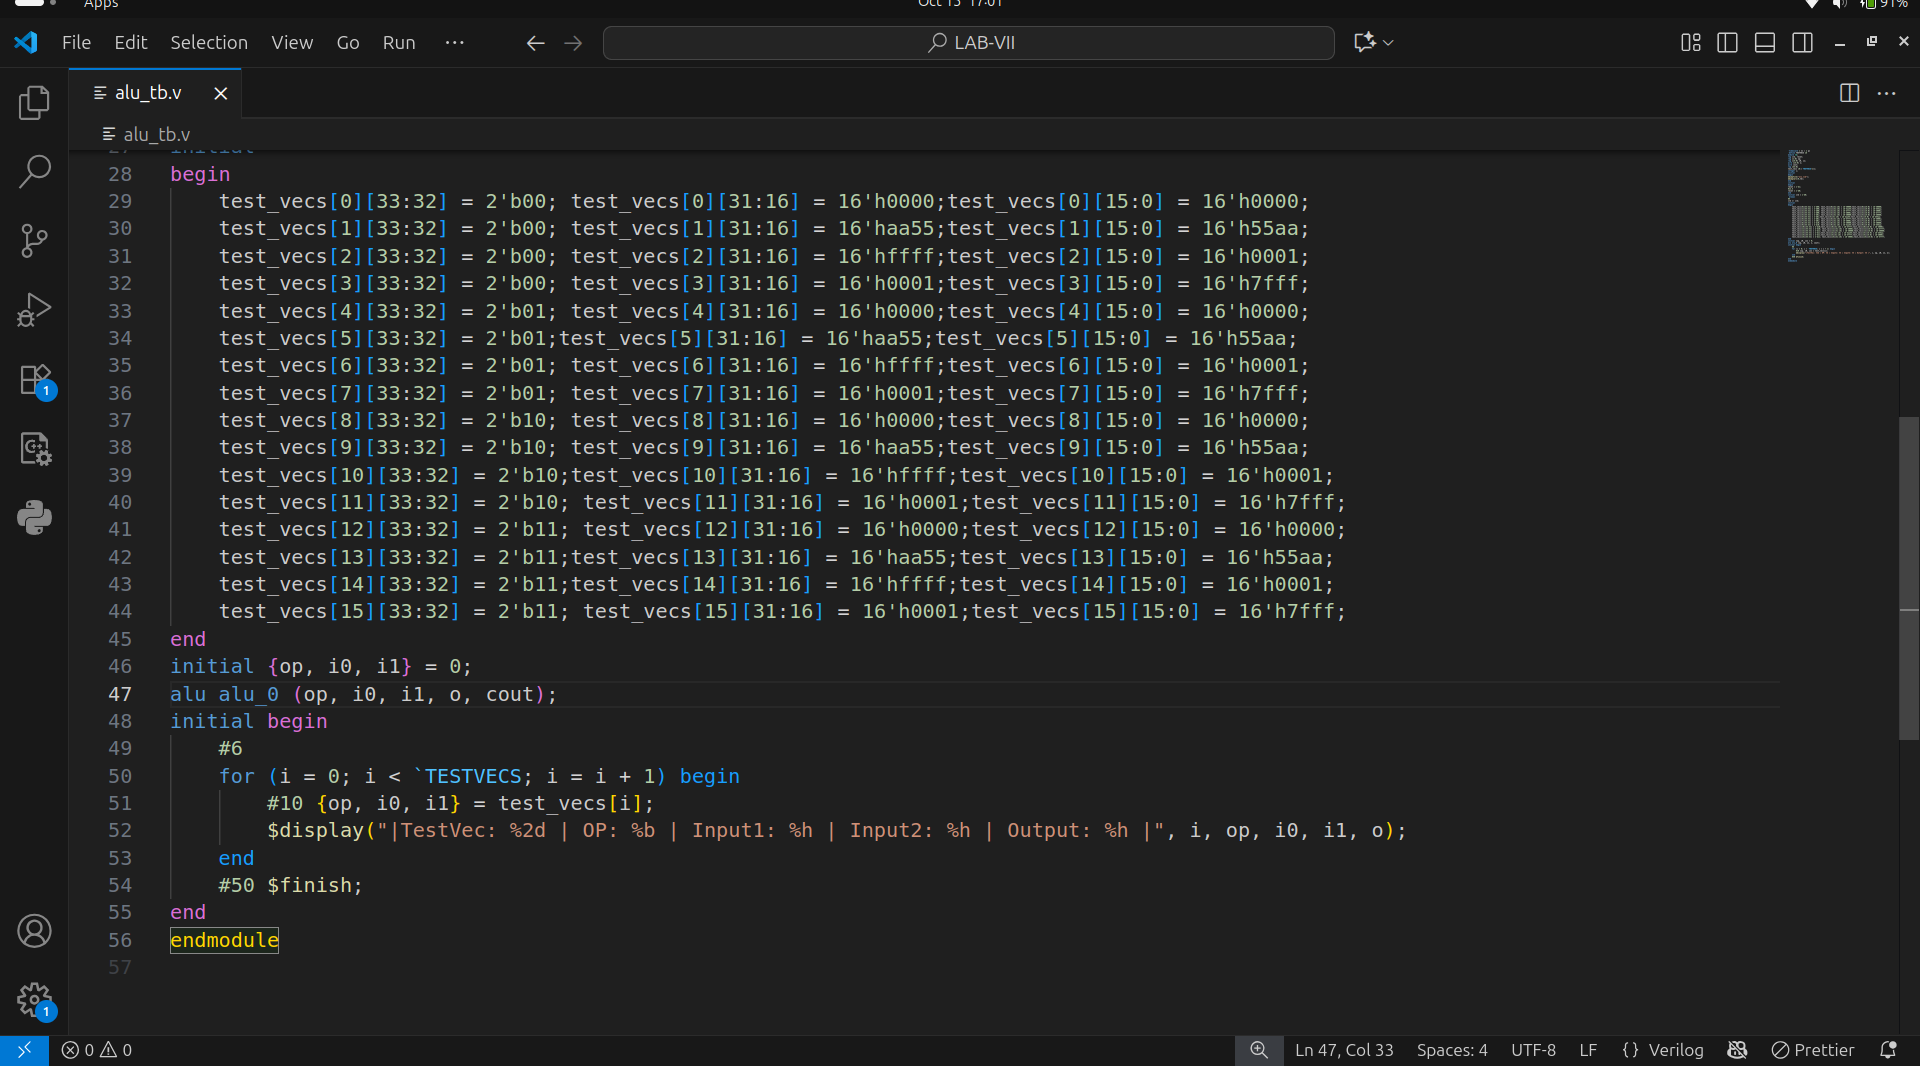 Apps
Oct 15 17:01
91%
File Edit Selection View Go Run ···
LAB-VII
alu_tb.v
alu_tb.v
27 initial
28 begin
29 test_vecs[0][33:32] = 2'b00; test_vecs[0][31:16] = 16'h0000;test_vecs[0][15:0] = 16'h0000;
30 test_vecs[1][33:32] = 2'b00; test_vecs[1][31:16] = 16'haa55;test_vecs[1][15:0] = 16'h55aa;
31 test_vecs[2][33:32] = 2'b00; test_vecs[2][31:16] = 16'hffff;test_vecs[2][15:0] = 16'h0001;
32 test_vecs[3][33:32] = 2'b00; test_vecs[3][31:16] = 16'h0001;test_vecs[3][15:0] = 16'h7fff;
33 test_vecs[4][33:32] = 2'b01; test_vecs[4][31:16] = 16'h0000;test_vecs[4][15:0] = 16'h0000;
34 test_vecs[5][33:32] = 2'b01;test_vecs[5][31:16] = 16'haa55;test_vecs[5][15:0] = 16'h55aa;
35 test_vecs[6][33:32] = 2'b01; test_vecs[6][31:16] = 16'hffff;test_vecs[6][15:0] = 16'h0001;
36 test_vecs[7][33:32] = 2'b01; test_vecs[7][31:16] = 16'h0001;test_vecs[7][15:0] = 16'h7fff;
37 test_vecs[8][33:32] = 2'b10; test_vecs[8][31:16] = 16'h0000;test_vecs[8][15:0] = 16'h0000;
38 test_vecs[9][33:32] = 2'b10; test_vecs[9][31:16] = 16'haa55;test_vecs[9][15:0] = 16'h55aa;
39 test_vecs[10][33:32] = 2'b10;test_vecs[10][31:16] = 16'hffff;test_vecs[10][15:0] = 16'h0001;
40 test_vecs[11][33:32] = 2'b10; test_vecs[11][31:16] = 16'h0001;test_vecs[11][15:0] = 16'h7fff;
41 test_vecs[12][33:32] = 2'b11; test_vecs[12][31:16] = 16'h0000;test_vecs[12][15:0] = 16'h0000;
42 test_vecs[13][33:32] = 2'b11;test_vecs[13][31:16] = 16'haa55;test_vecs[13][15:0] = 16'h55aa;
43 test_vecs[14][33:32] = 2'b11;test_vecs[14][31:16] = 16'hffff;test_vecs[14][15:0] = 16'h0001;
44 test_vecs[15][33:32] = 2'b11; test_vecs[15][31:16] = 16'h0001;test_vecs[15][15:0] = 16'h7fff;
45 end
46 initial {op, i0, i1} = 0;
47 alu alu_0 (op, i0, i1, o, cout);
48 initial begin
49 #6
50 for (i = 0; i < `TESTVECS; i = i + 1) begin
51 #10 {op, i0, i1} = test_vecs[i];
52 $display("|TestVec: %2d | OP: %b | Input1: %h | Input2: %h | Output: %h |", i, op, i0, i1, o);
53 end
54 #50 $finish;
55 end
56 endmodule
57
1
1
0 0
Ln 47, Col 33 Spaces: 4 UTF-8 LF {} Verilog Prettier